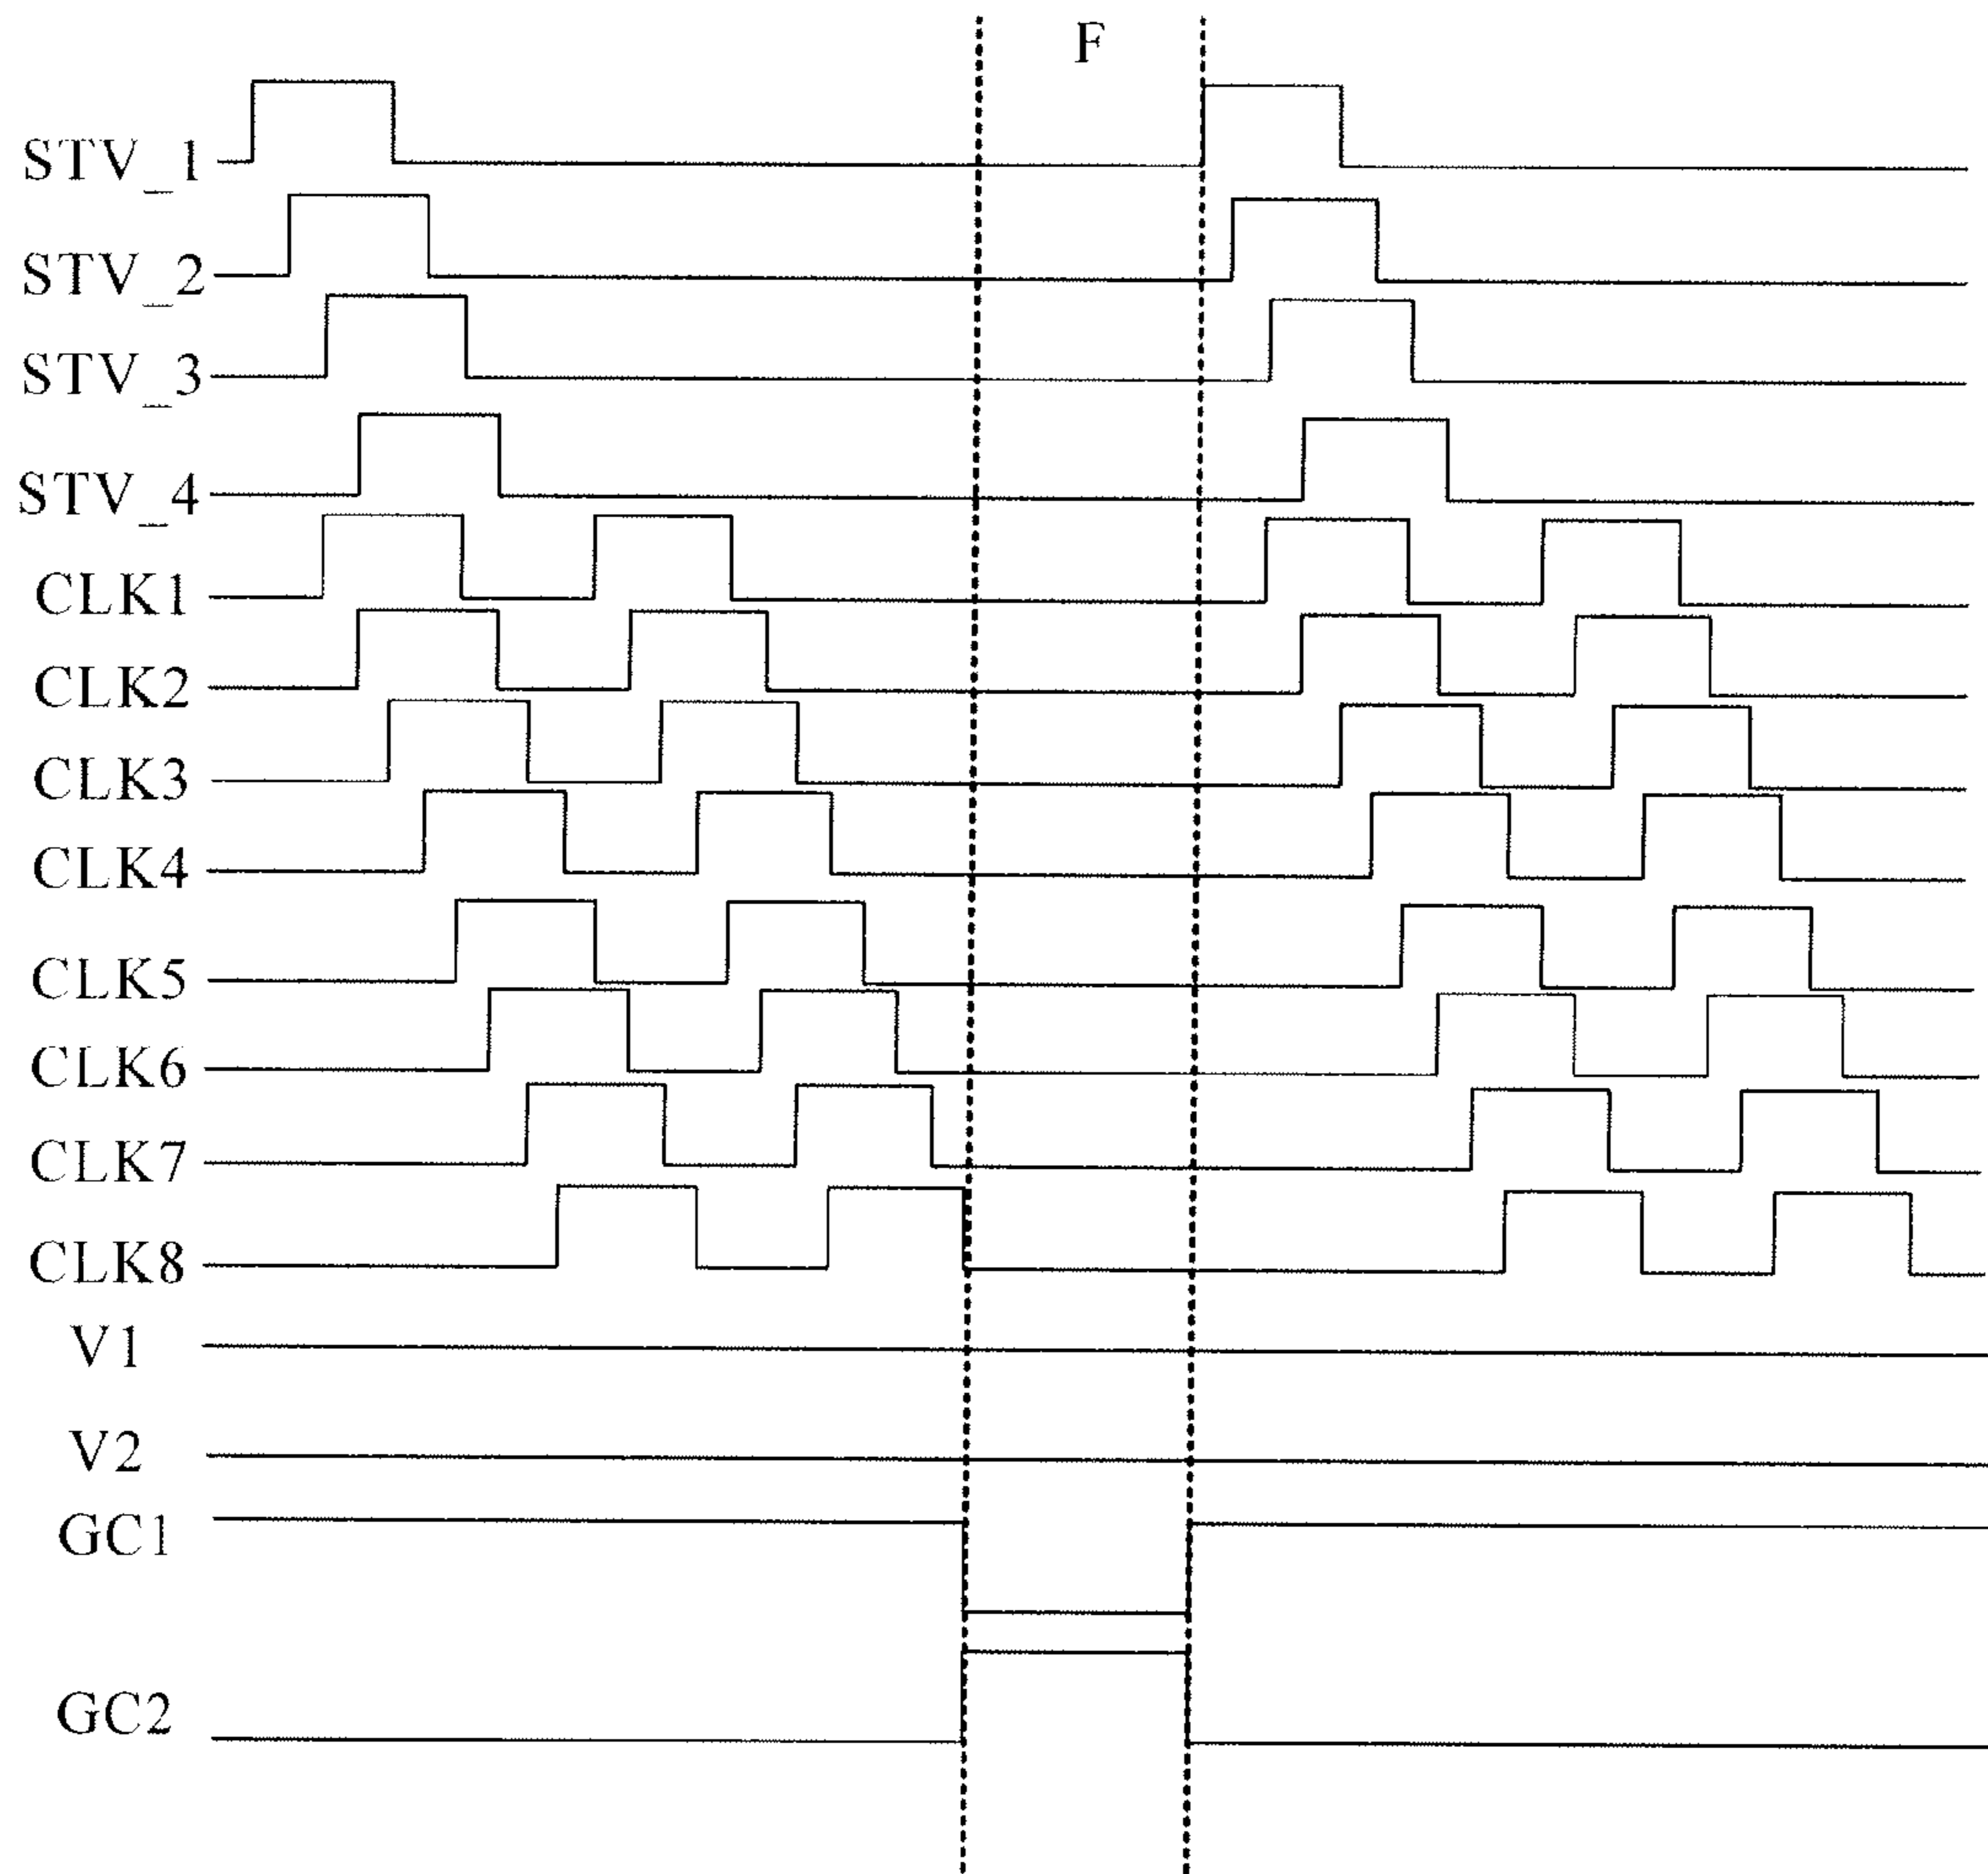 F
STV_1
STV_2
STV_3
STV_4
CLK1
CLK2
CLK3
CLK4
CLK5
CLK6
CLK7
CLK8
V1
V2
GC1
GC2